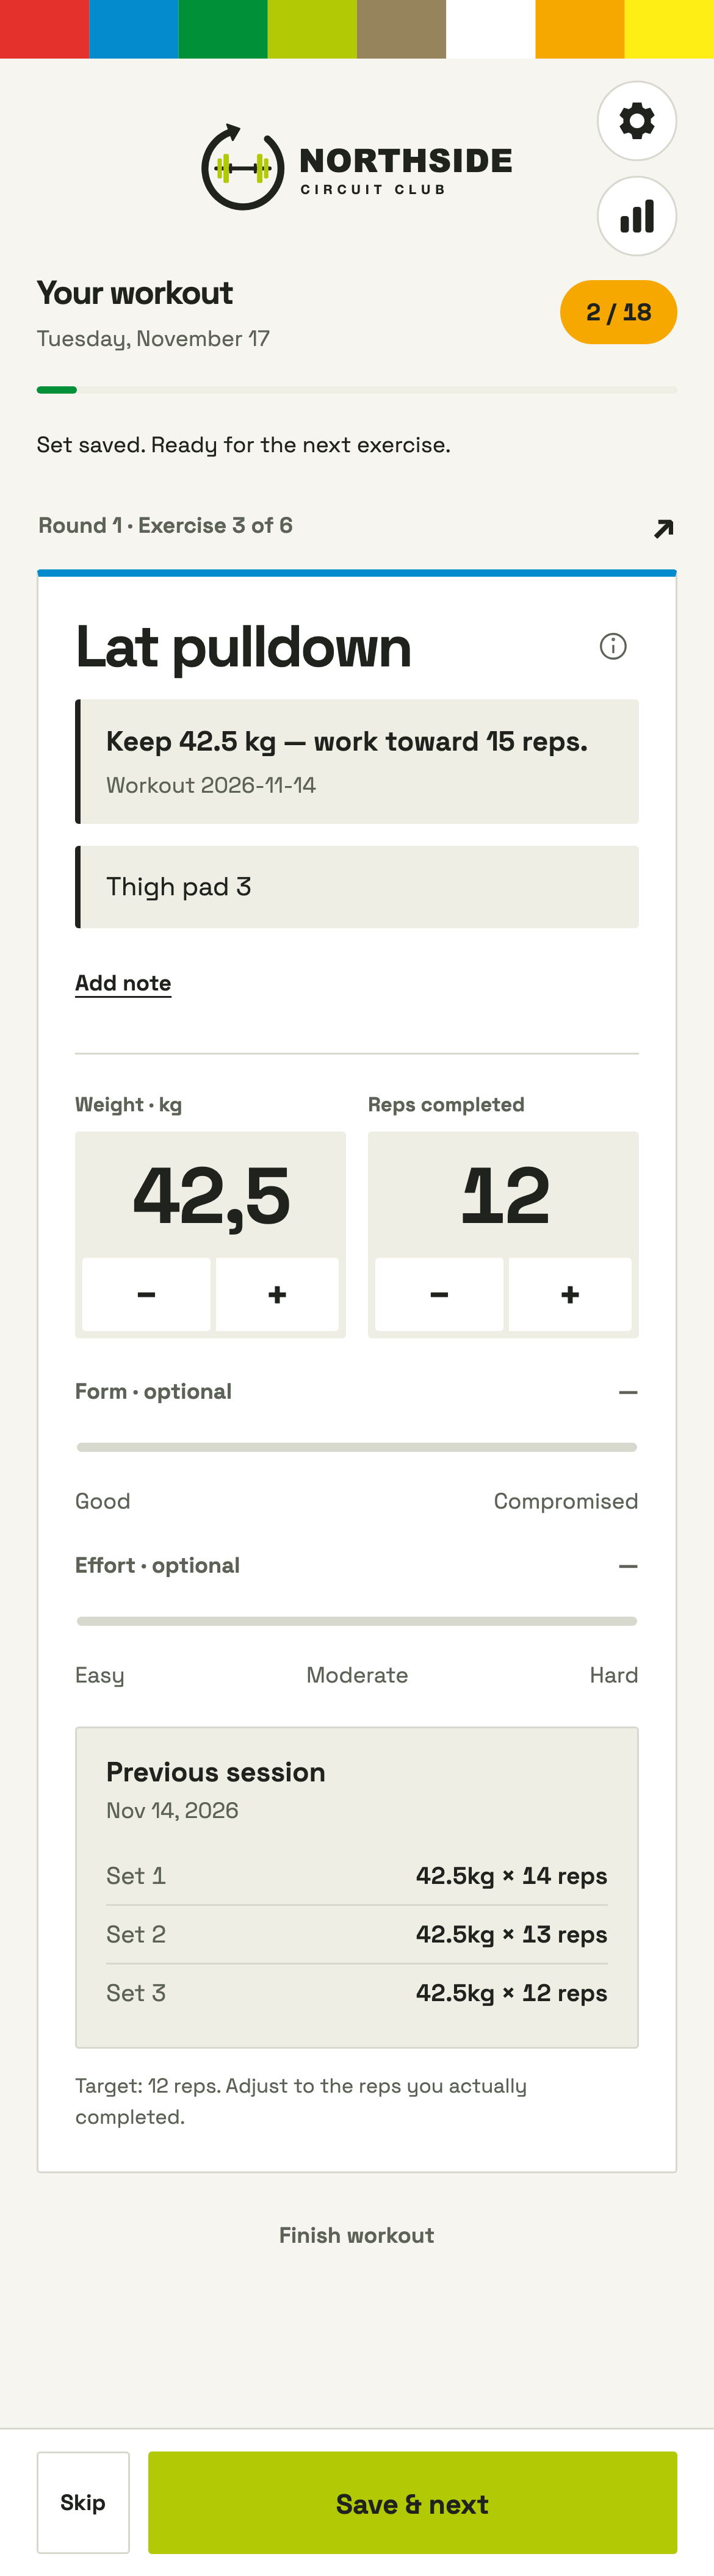 NORTHSIDE
CIRCUIT CLUB
Your workout
Tuesday, November 17
2 / 18
Set saved. Ready for the next exercise.
Round 1 · Exercise 3 of 6
Lat pulldown
Keep 42.5 kg — work toward 15 reps.
Workout 2026-11-14
Thigh pad 3
Add note
Weight · kg
Reps completed
42,5
12
− +
− +
Form · optional —
Good Compromised
Effort · optional —
Easy Moderate Hard
Previous session
Nov 14, 2026
Set 1 42.5kg × 14 reps
Set 2 42.5kg × 13 reps
Set 3 42.5kg × 12 reps
Target: 12 reps. Adjust to the reps you actually
completed.
Finish workout
Skip
Save & next